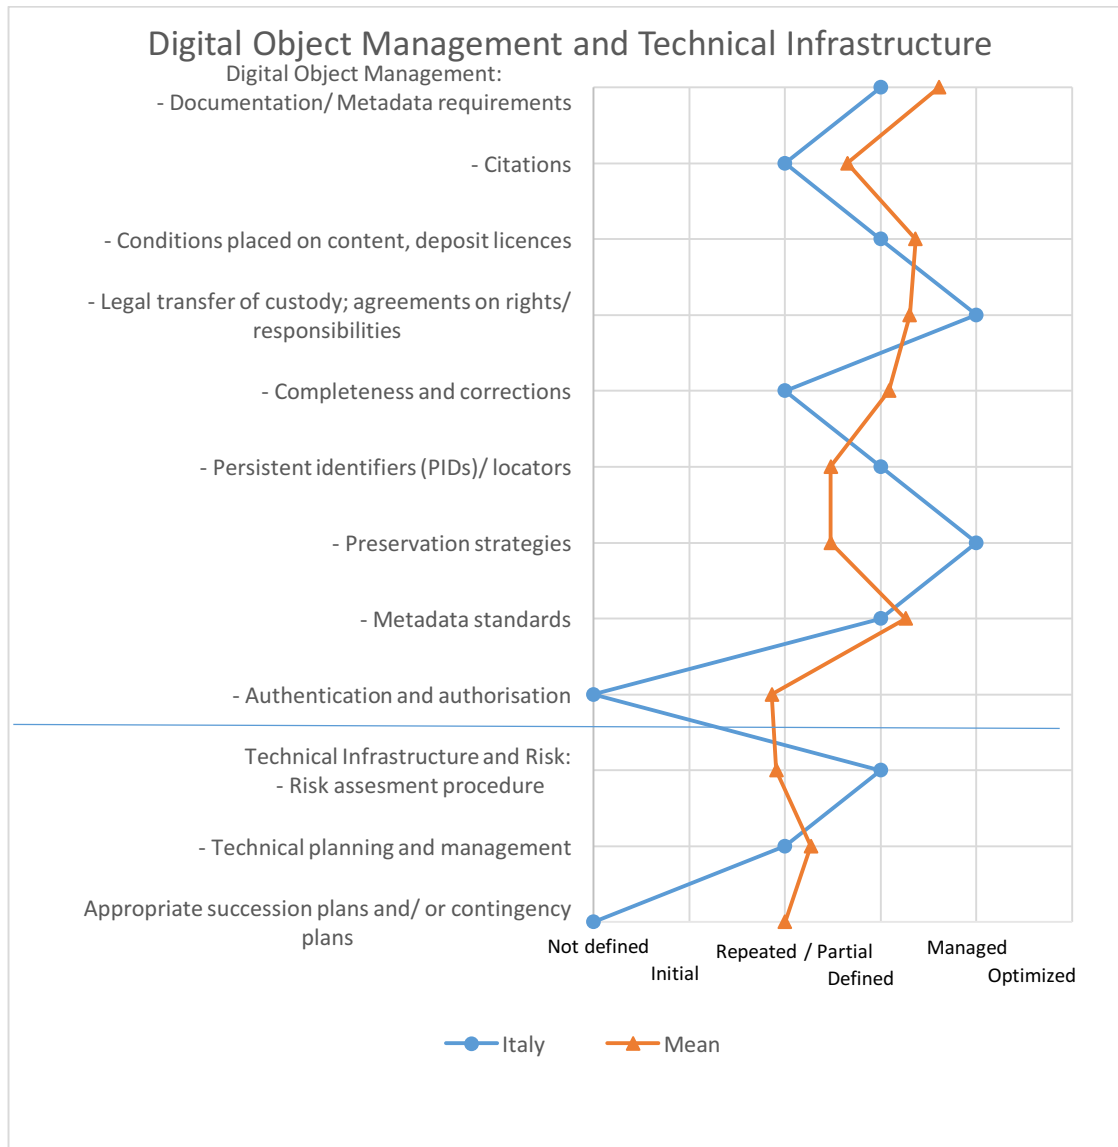 Digital Object Management and Technical Infrastructure
Digital Object Management:
- Documentation/ Metadata requirements
- Citations
- Conditions placed on content, deposit licences
- Legal transfer of custody; agreements on rights/
responsibilities
- Completeness and corrections
- Persistent identifiers (PIDs)/ locators
- Preservation strategies
- Metadata standards
- Authentication and authorisation
Technical Infrastructure and Risk:
- Risk assesment procedure
- Technical planning and management
Appropriate succession plans and/ or contingency
plans
Not defined
Initial
Repeated / Partial
Defined
Managed
Optimized
Italy
Mean